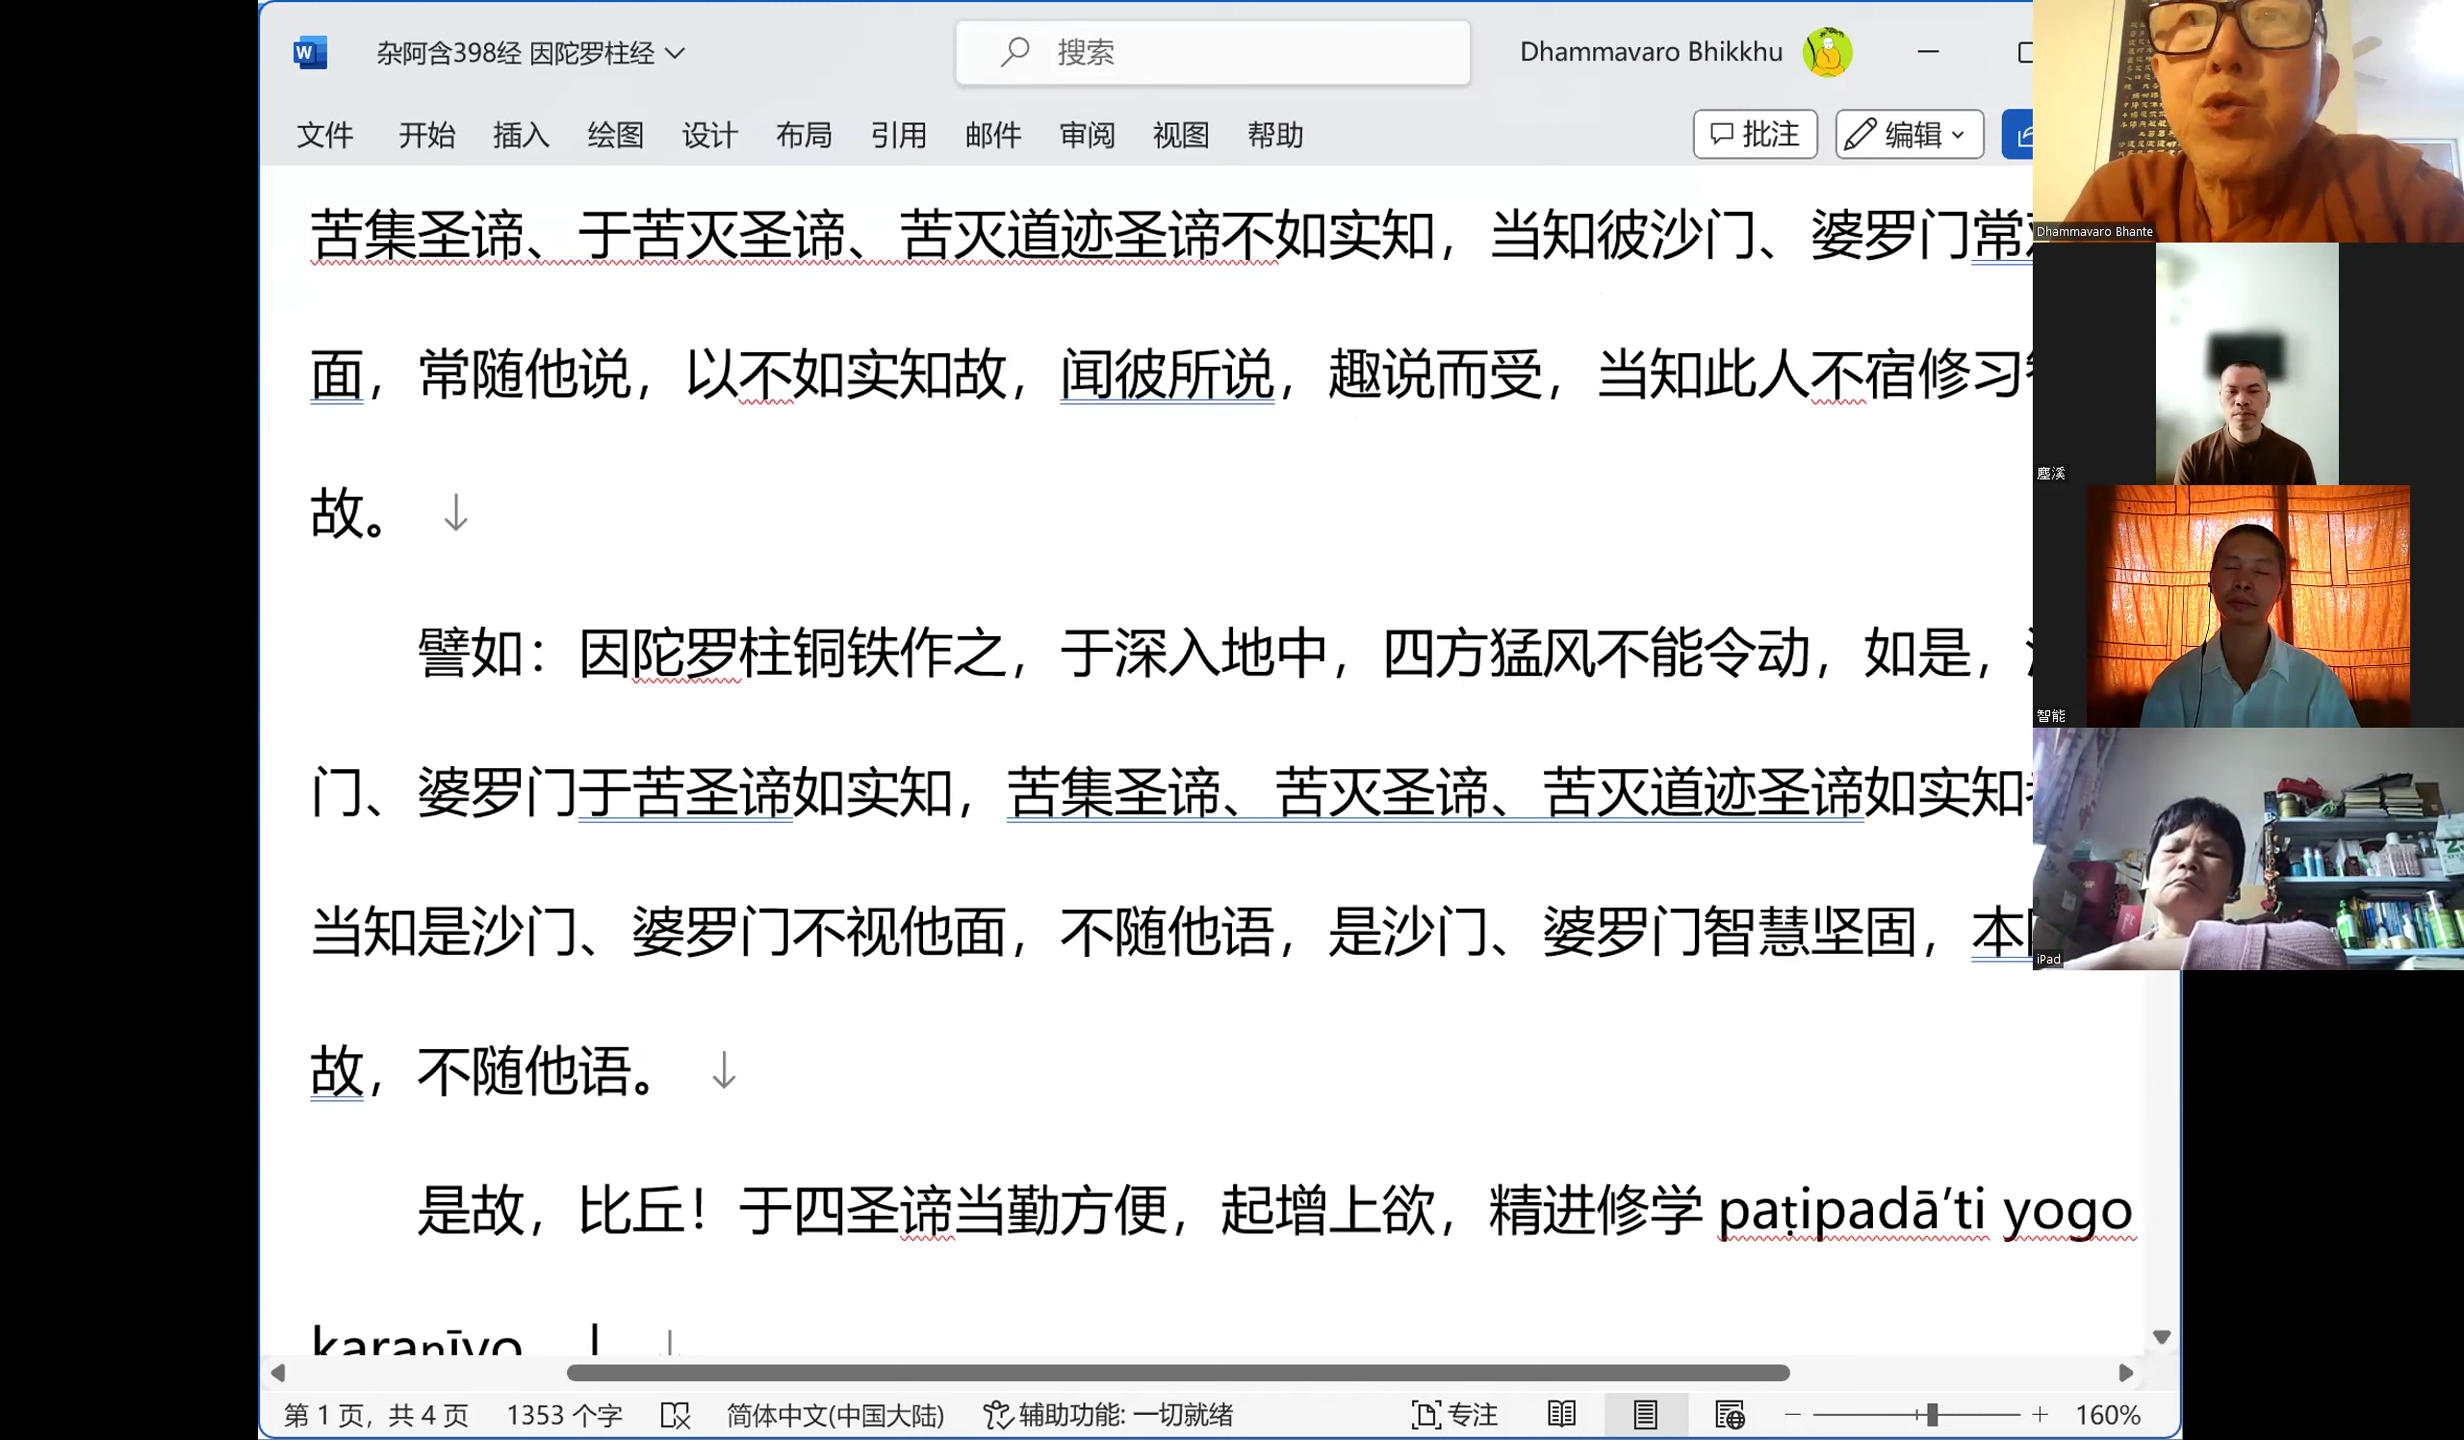 杂阿含398经 因陀罗柱经
搜索
Dhammavaro Bhikkhu
文件 开始 插入 绘图 设计 布局 引用 邮件 审阅 视图 帮助
批注 编辑
苦集圣谛、于苦灭圣谛、苦灭道迹圣谛不如实知，当知彼沙门、婆罗门常
面，常随他说，以不如实知故，闻彼所说，趣说而受，当知此人不宿修习
故。 ↓
譬如：因陀罗柱铜铁作之，于深入地中，四方猛风不能令动，如是，
门、婆罗门于苦圣谛如实知，苦集圣谛、苦灭圣谛、苦灭道迹圣谛如实知
当知是沙门、婆罗门不视他面，不随他语，是沙门、婆罗门智慧坚固，本
故，不随他语。 ↓
是故，比丘！于四圣谛当勤方便，起增上欲，精进修学 paṭipadā’ti yogo
karaṇīyo ↓
第 1 页，共 4 页 1353 个字 简体中文(中国大陆) 辅助功能: 一切就绪 专注 160%
Dhammavaro Bhante
塵溪
智能
iPad